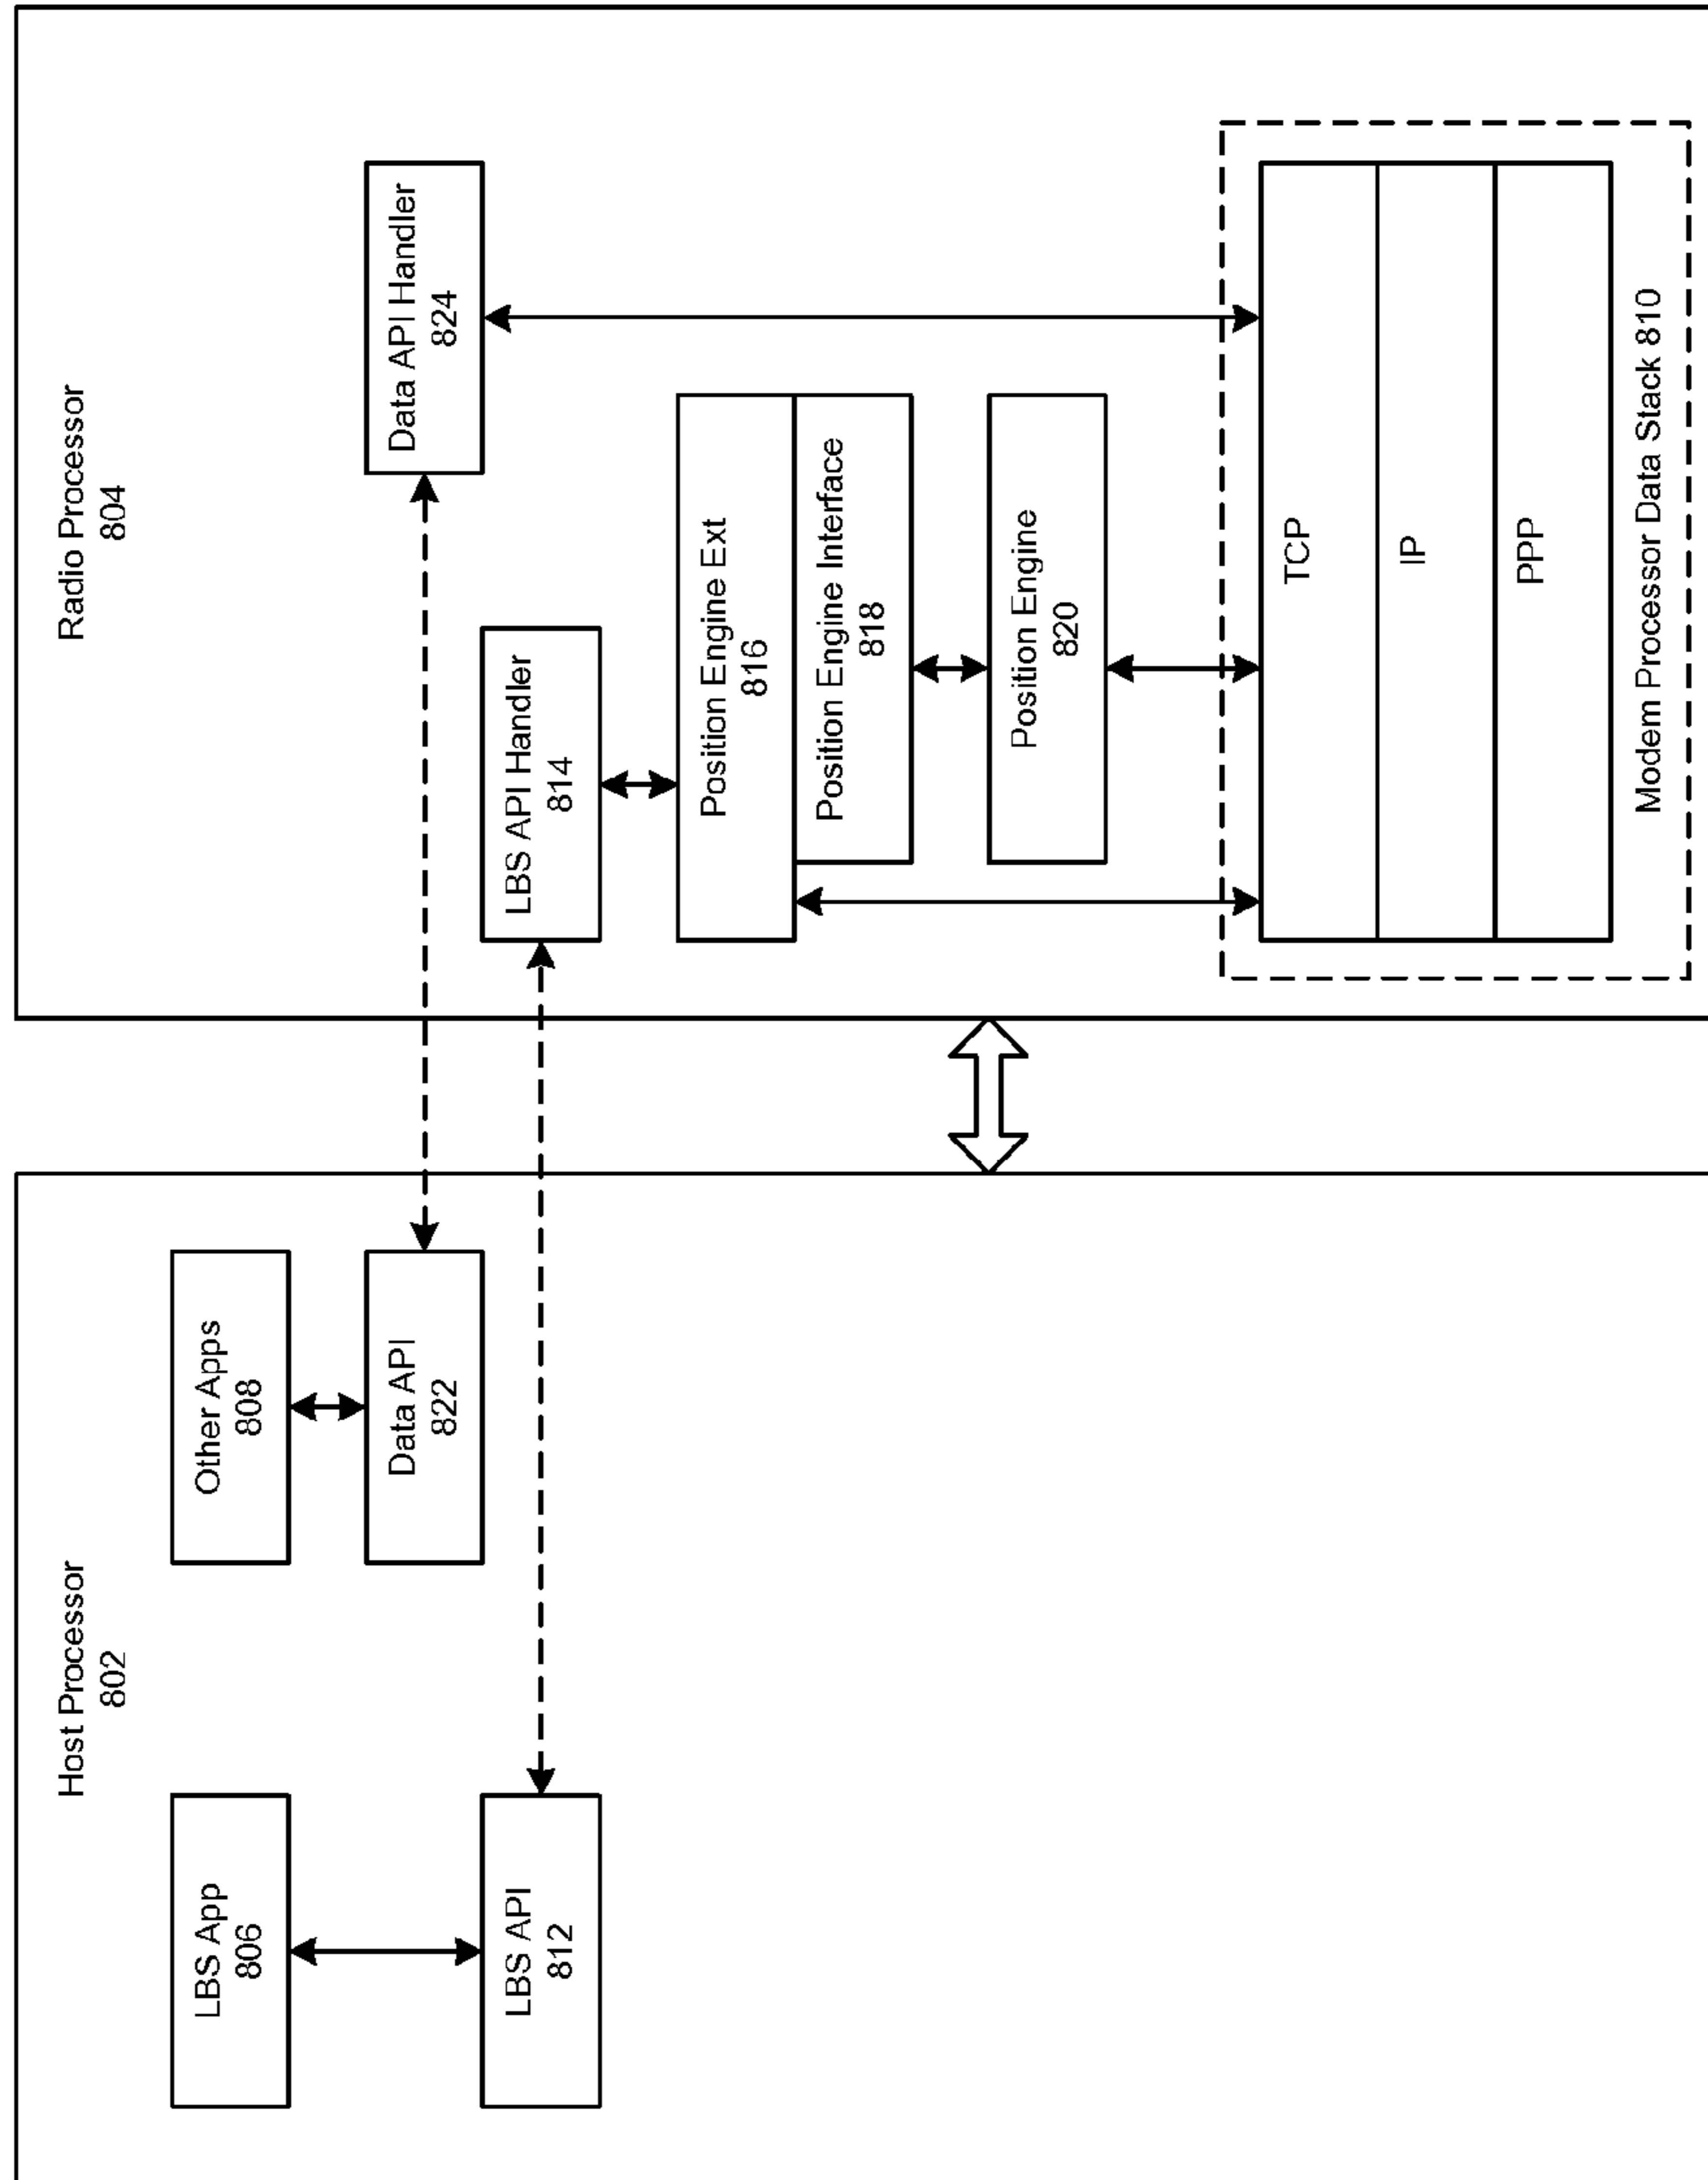 Host Processor
802
LBS App
806
Other Apps
808
Data API
822
LBS API
812
Radio Processor
804
Data API Handler
824
LBS API Handler
814
Position Engine Ext
816
Position Engine Interface
818
Position Engine
820
TCP
IP
PPP
Modem Processor Data Stack 810